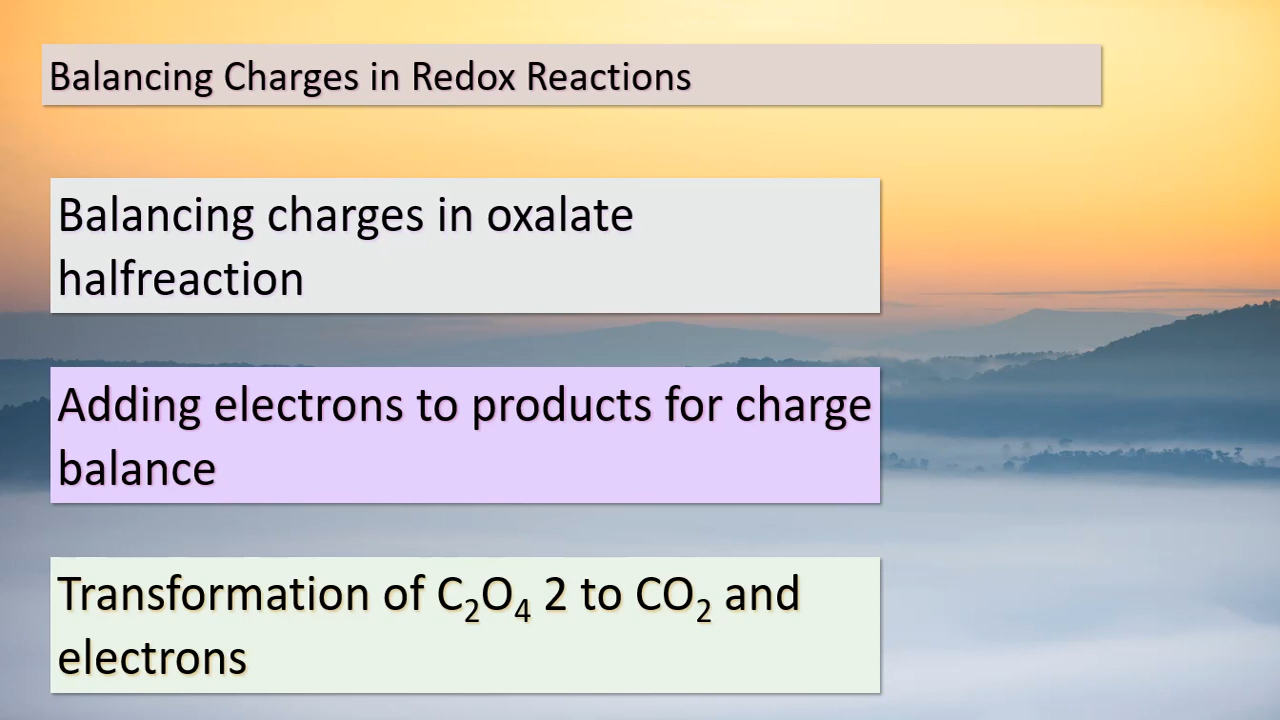 Balancing Charges in Redox Reactions
Balancing charges in oxalate
halfreaction
Adding electrons to products for charge
balance
Transformation of C₂O₄ 2 to CO₂ and
electrons